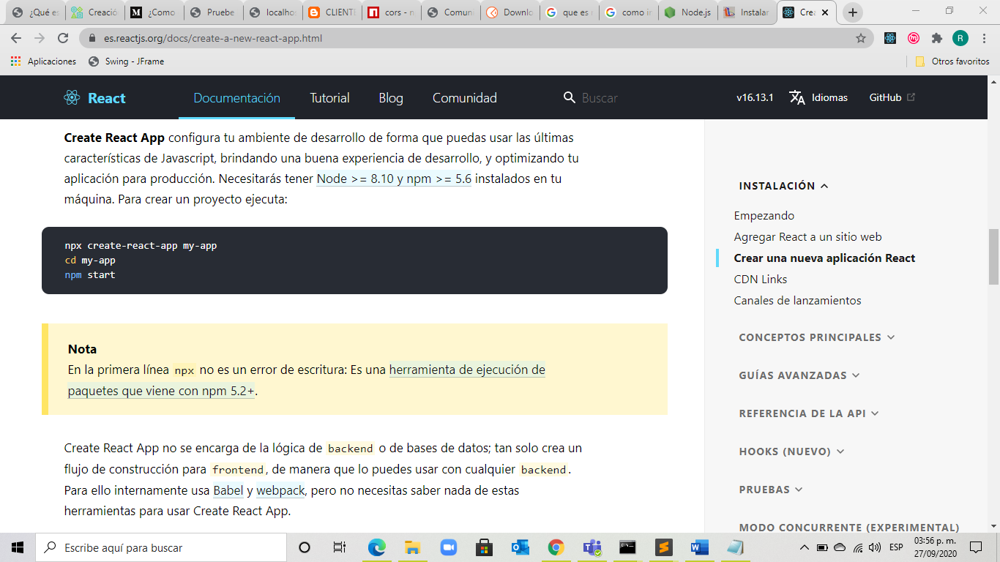 ¿Qué es
Creació
¿Como
Pruebe
localho
CLIENTE
cors - n
Comun
Downlo
que es
como in
Node.js
Instalar
Crea
es.reactjs.org/docs/create-a-new-react-app.html
R
Aplicaciones
Swing - JFrame
Otros favoritos
React
Documentación
Tutorial
Blog
Comunidad
Buscar
v16.13.1
Idiomas
GitHub
Create React App configura tu ambiente de desarrollo de forma que puedas usar las últimas
características de Javascript, brindando una buena experiencia de desarrollo, y optimizando tu
aplicación para producción. Necesitarás tener Node >= 8.10 y npm >= 5.6 instalados en tu
máquina. Para crear un proyecto ejecuta:
npx create-react-app my-app
cd my-app
npm start
Nota
En la primera línea npx no es un error de escritura: Es una herramienta de ejecución de
paquetes que viene con npm 5.2+.
Create React App no se encarga de la lógica de backend o de bases de datos; tan solo crea un
flujo de construcción para frontend, de manera que lo puedes usar con cualquier backend.
Para ello internamente usa Babel y webpack, pero no necesitas saber nada de estas
herramientas para usar Create React App.
INSTALACIÓN
Empezando
Agregar React a un sitio web
Crear una nueva aplicación React
CDN Links
Canales de lanzamientos
CONCEPTOS PRINCIPALES
GUÍAS AVANZADAS
REFERENCIA DE LA API
HOOKS (NUEVO)
PRUEBAS
MODO CONCURRENTE (EXPERIMENTAL)
Escribe aquí para buscar
ESP
03:56 p. m.
27/09/2020